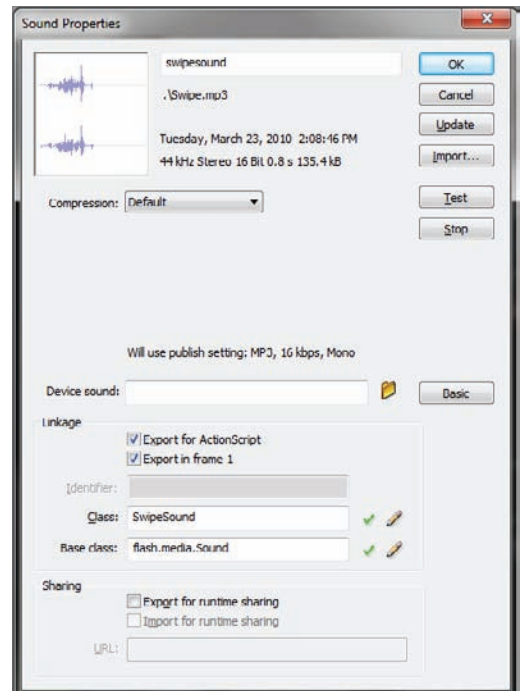 Sound Properties
swipesound
OK
.\Swipe.mp3
Cancel
Update
Tuesday, March 23, 2010 2:08:46 PM
Import...
44 kHz Stereo 16 Bit 0.8 s 135.4 kB
Compression: Default
Test
Stop
Will use publish setting: MP3, 16 kbps, Mono
Device sound:
Basic
Linkage
Export for ActionScript
Export in frame 1
Identifier:
Class: SwipeSound
Base class: flash.media.Sound
Sharing
Export for runtime sharing
Import for runtime sharing
URL: